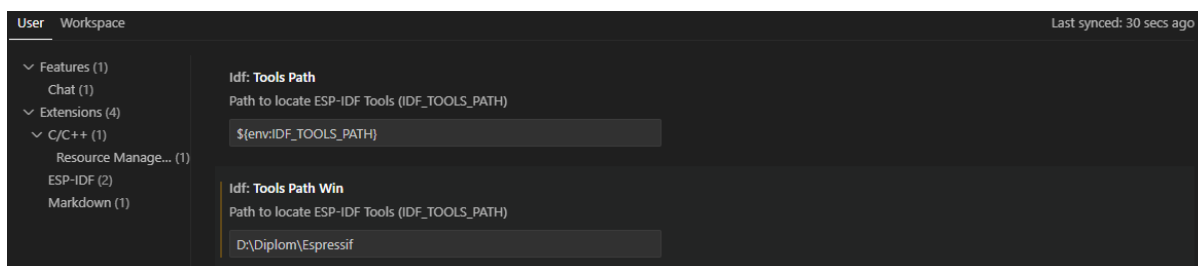 User Workspace Last synced: 30 secs ago
Features (1)
Chat (1)
Extensions (4)
C/C++ (1)
Resource Manage... (1)
ESP-IDF (2)
Markdown (1)
Idf: Tools Path
Path to locate ESP-IDF Tools (IDF_TOOLS_PATH)
${env:IDF_TOOLS_PATH}
Idf: Tools Path Win
Path to locate ESP-IDF Tools (IDF_TOOLS_PATH)
D:\Diplom\Espressif